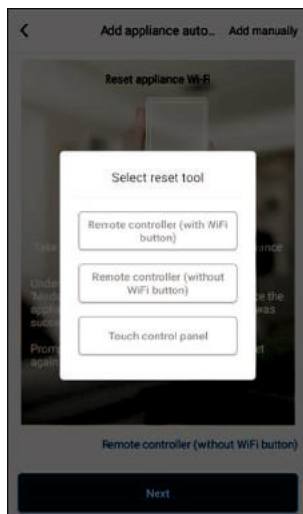 Add appliance auto... Add manually
Reset appliance Wi-Fi
Select reset tool
Remote controller (with WiFi
button)
Remote controller (without
WiFi button)
Touch control panel
Remote controller (without WiFi button)
Next